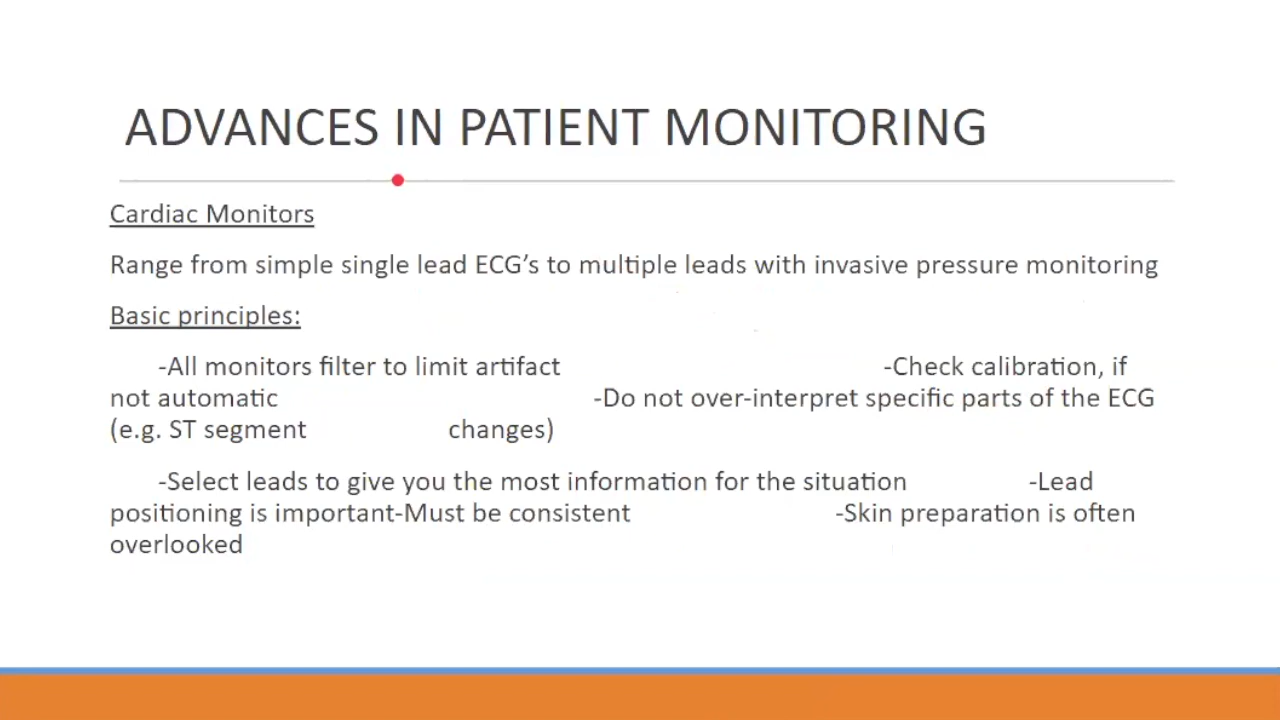 ADVANCES IN PATIENT MONITORING
Cardiac Monitors
Range from simple single lead ECG’s to multiple leads with invasive pressure monitoring
Basic principles:
-All monitors filter to limit artifact -Check calibration, if
not automatic -Do not over-interpret specific parts of the ECG
(e.g. ST segment changes)
-Select leads to give you the most information for the situation -Lead
positioning is important-Must be consistent -Skin preparation is often
overlooked